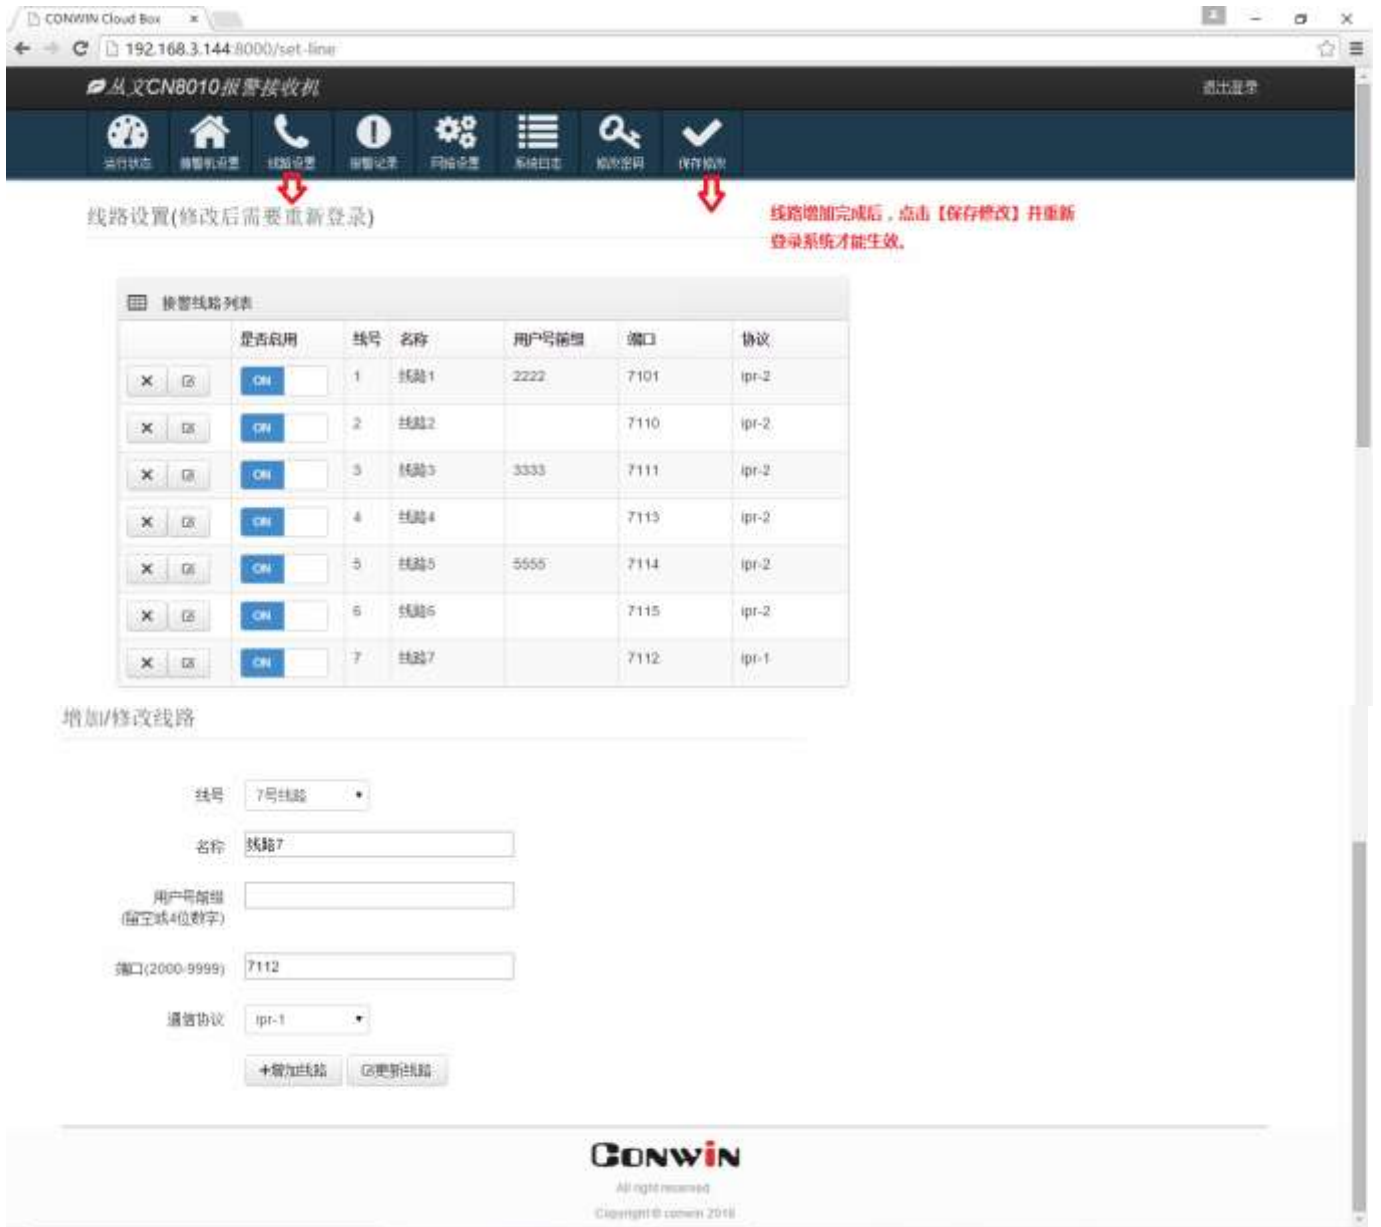 CONWIN Cloud Box
192.168.3.144:8000/set-line
丛文CN8010报警接收机
退出登录
运行状态 接警机设置 线路设置 报警记录 网络设置 系统日志 修改密码 保存修改
线路设置(修改后需要重新登录)
线路增加完成后，点击【保存修改】并重新
登录系统才能生效。
接警线路列表
是否启用 线号 名称 用户号前缀 端口 协议
ON 1 线路1 2222 7101 ipr-2
ON 2 线路2 7110 ipr-2
ON 3 线路3 3333 7111 ipr-2
ON 4 线路4 7113 ipr-2
ON 5 线路5 5555 7114 ipr-2
ON 6 线路6 7115 ipr-2
ON 7 线路7 7112 ipr-1
增加/修改线路
线号 7号线路
名称 线路7
用户号前缀
(留空或4位数字)
端口(2000-9999) 7112
通信协议 ipr-1
+增加线路 更新线路
CONWIN
All right reserved
Copyright © conwin 2016